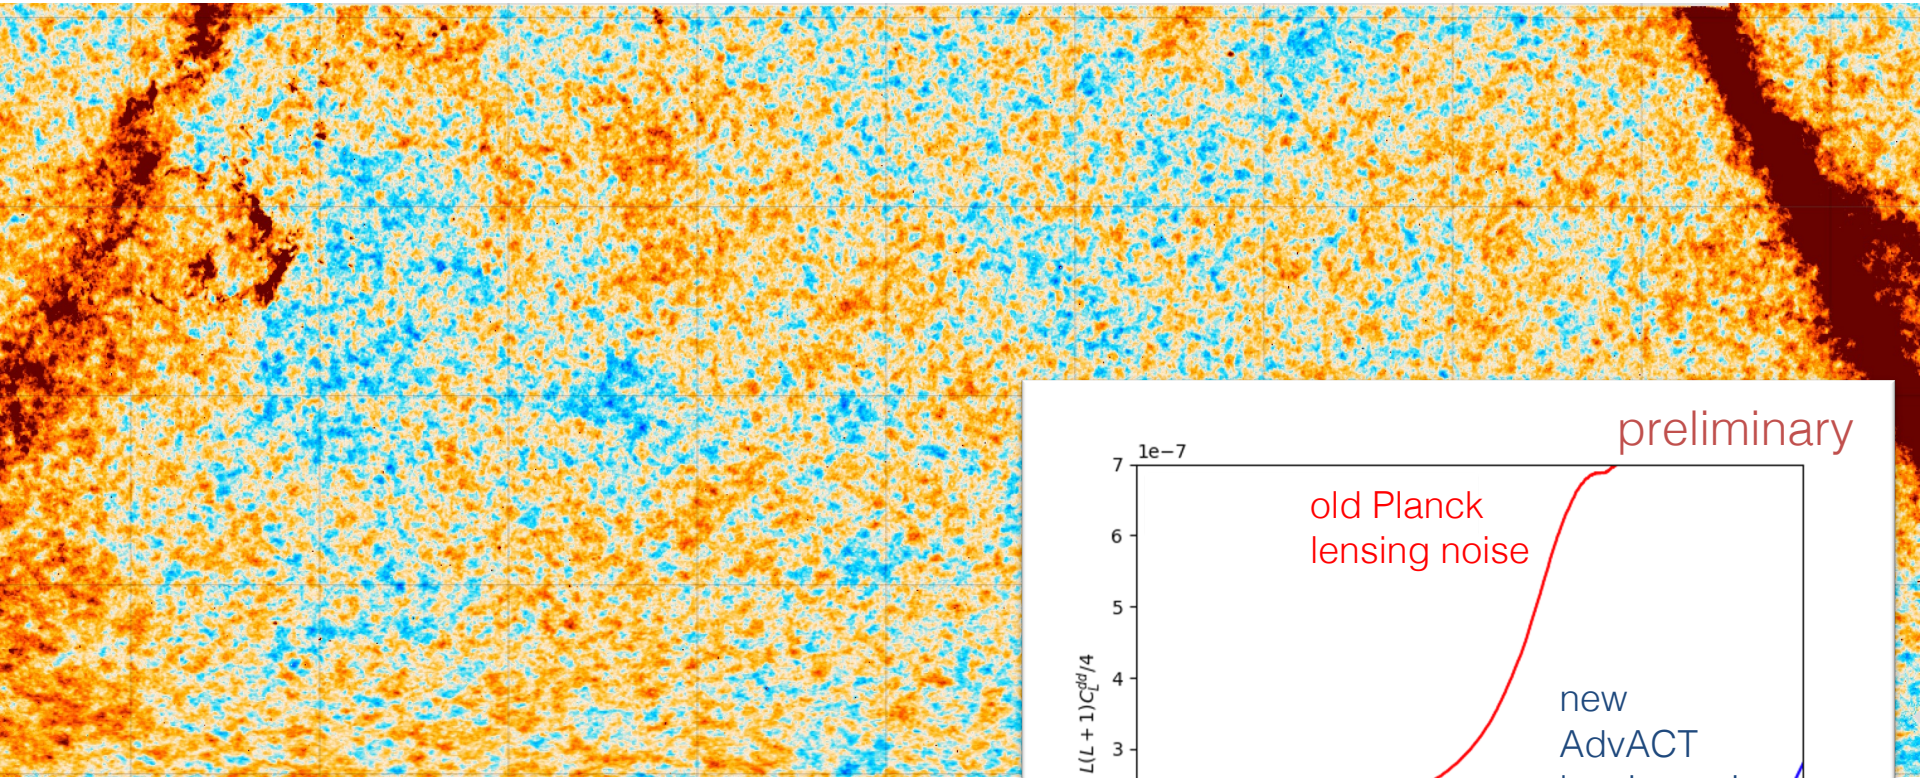 preliminary
1e−7
7
old Planck
lensing noise
6
5
L(L + 1)C_L^{dd}/4
4
new
AdvACT
3